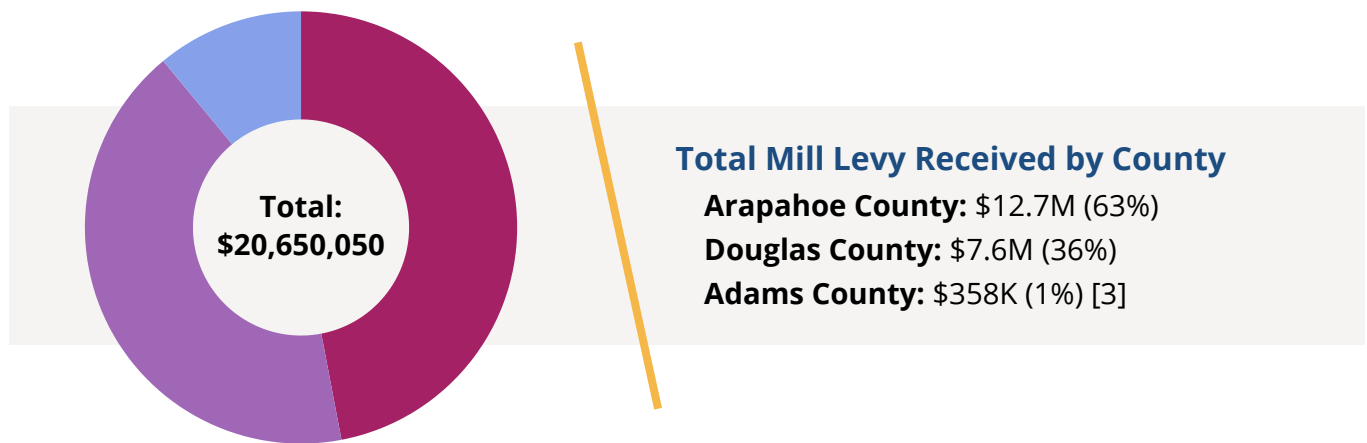 Total:
$20,650,050
Total Mill Levy Received by County
Arapahoe County: $12.7M (63%)
Douglas County: $7.6M (36%)
Adams County: $358K (1%) [3]